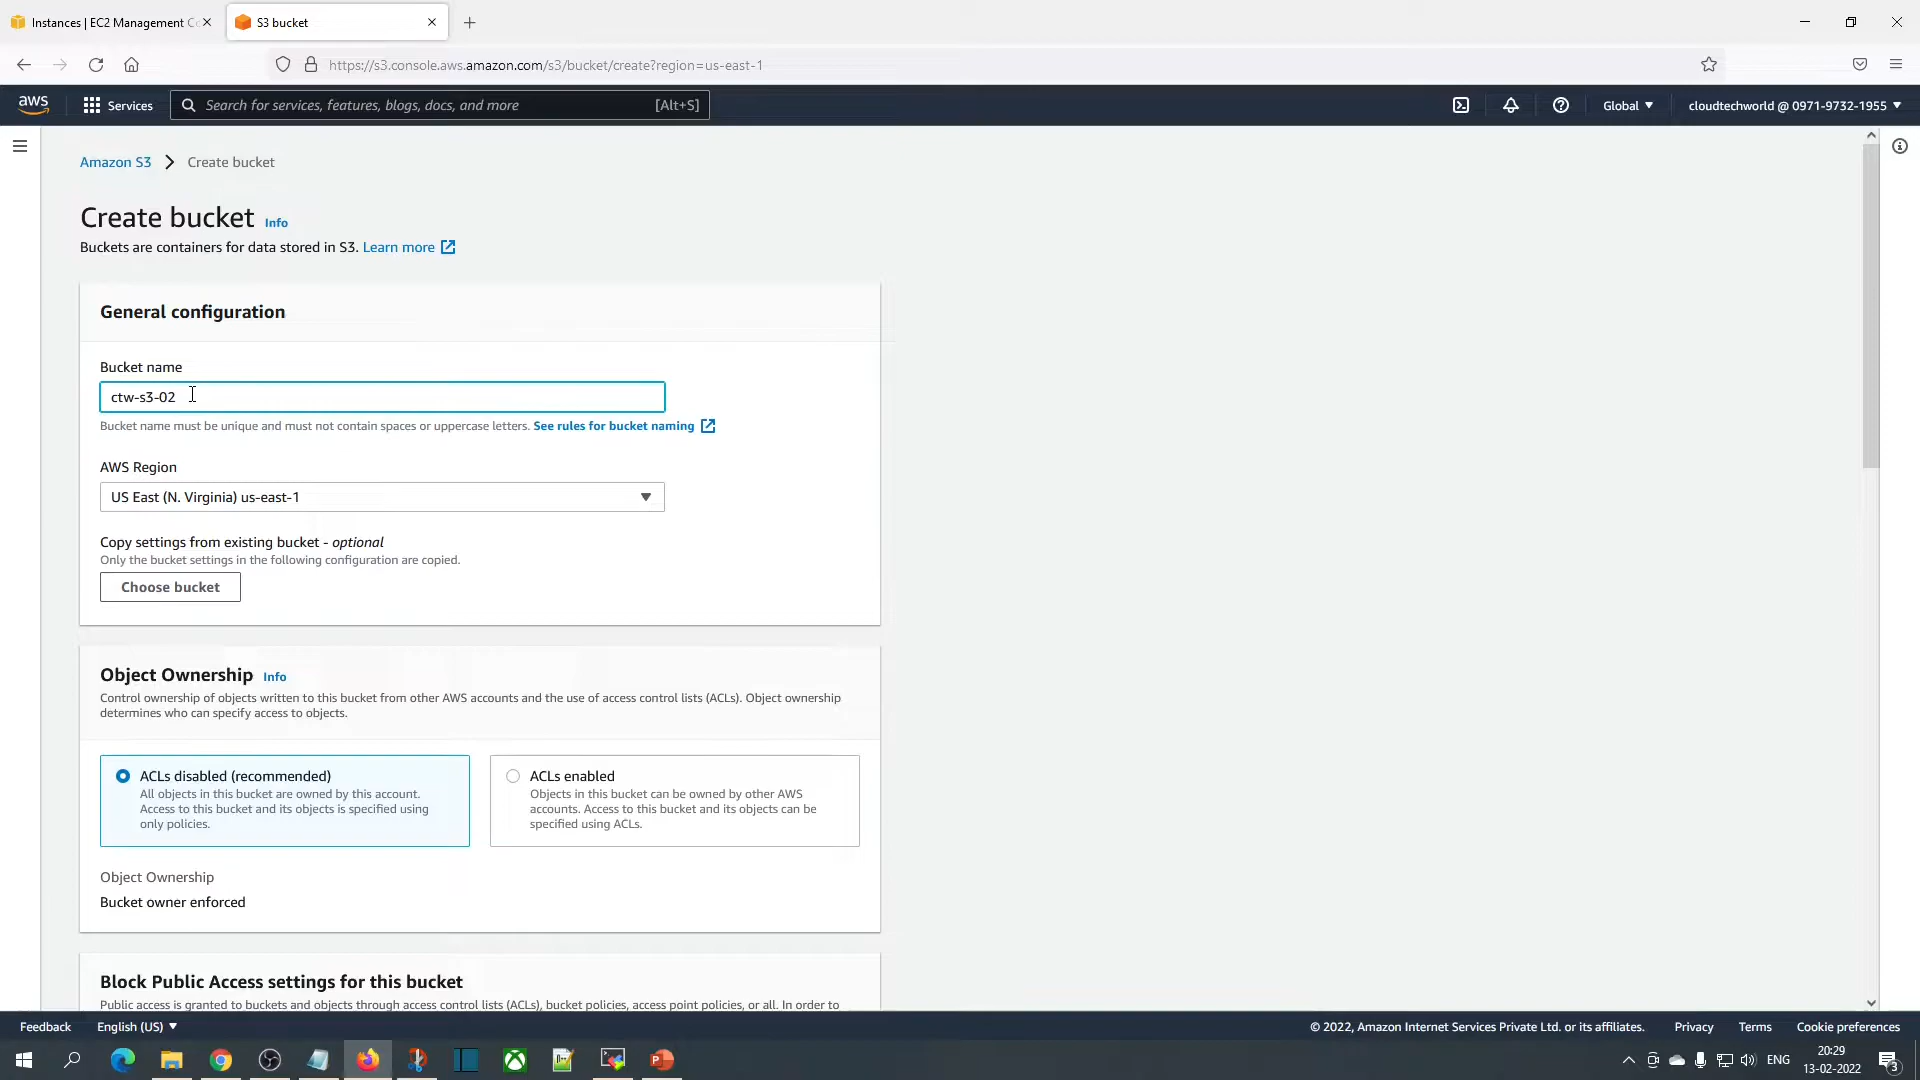 Instances | EC2 Management Co
S3 bucket
https://s3.console.aws.amazon.com/s3/bucket/create?region=us-east-1
aws
Services
Search for services, features, blogs, docs, and more
[Alt+S]
Global
cloudtechworld @ 0971-9732-1955
Amazon S3
Create bucket
Create bucket Info
Buckets are containers for data stored in S3. Learn more
General configuration
Bucket name
ctw-s3-02
Bucket name must be unique and must not contain spaces or uppercase letters. See rules for bucket naming
AWS Region
US East (N. Virginia) us-east-1
Copy settings from existing bucket - optional
Only the bucket settings in the following configuration are copied.
Choose bucket
Object Ownership Info
Control ownership of objects written to this bucket from other AWS accounts and the use of access control lists (ACLs). Object ownership
determines who can specify access to objects.
ACLs disabled (recommended)
All objects in this bucket are owned by this account.
Access to this bucket and its objects is specified using
only policies.
ACLs enabled
Objects in this bucket can be owned by other AWS
accounts. Access to this bucket and its objects can be
specified using ACLs.
Object Ownership
Bucket owner enforced
Block Public Access settings for this bucket
Public access is granted to buckets and objects through access control lists (ACLs), bucket policies, access point policies, or all. In order to
Feedback
English (US)
© 2022, Amazon Internet Services Private Ltd. or its affiliates.
Privacy
Terms
Cookie preferences
ENG
20:29
13-02-2022
3